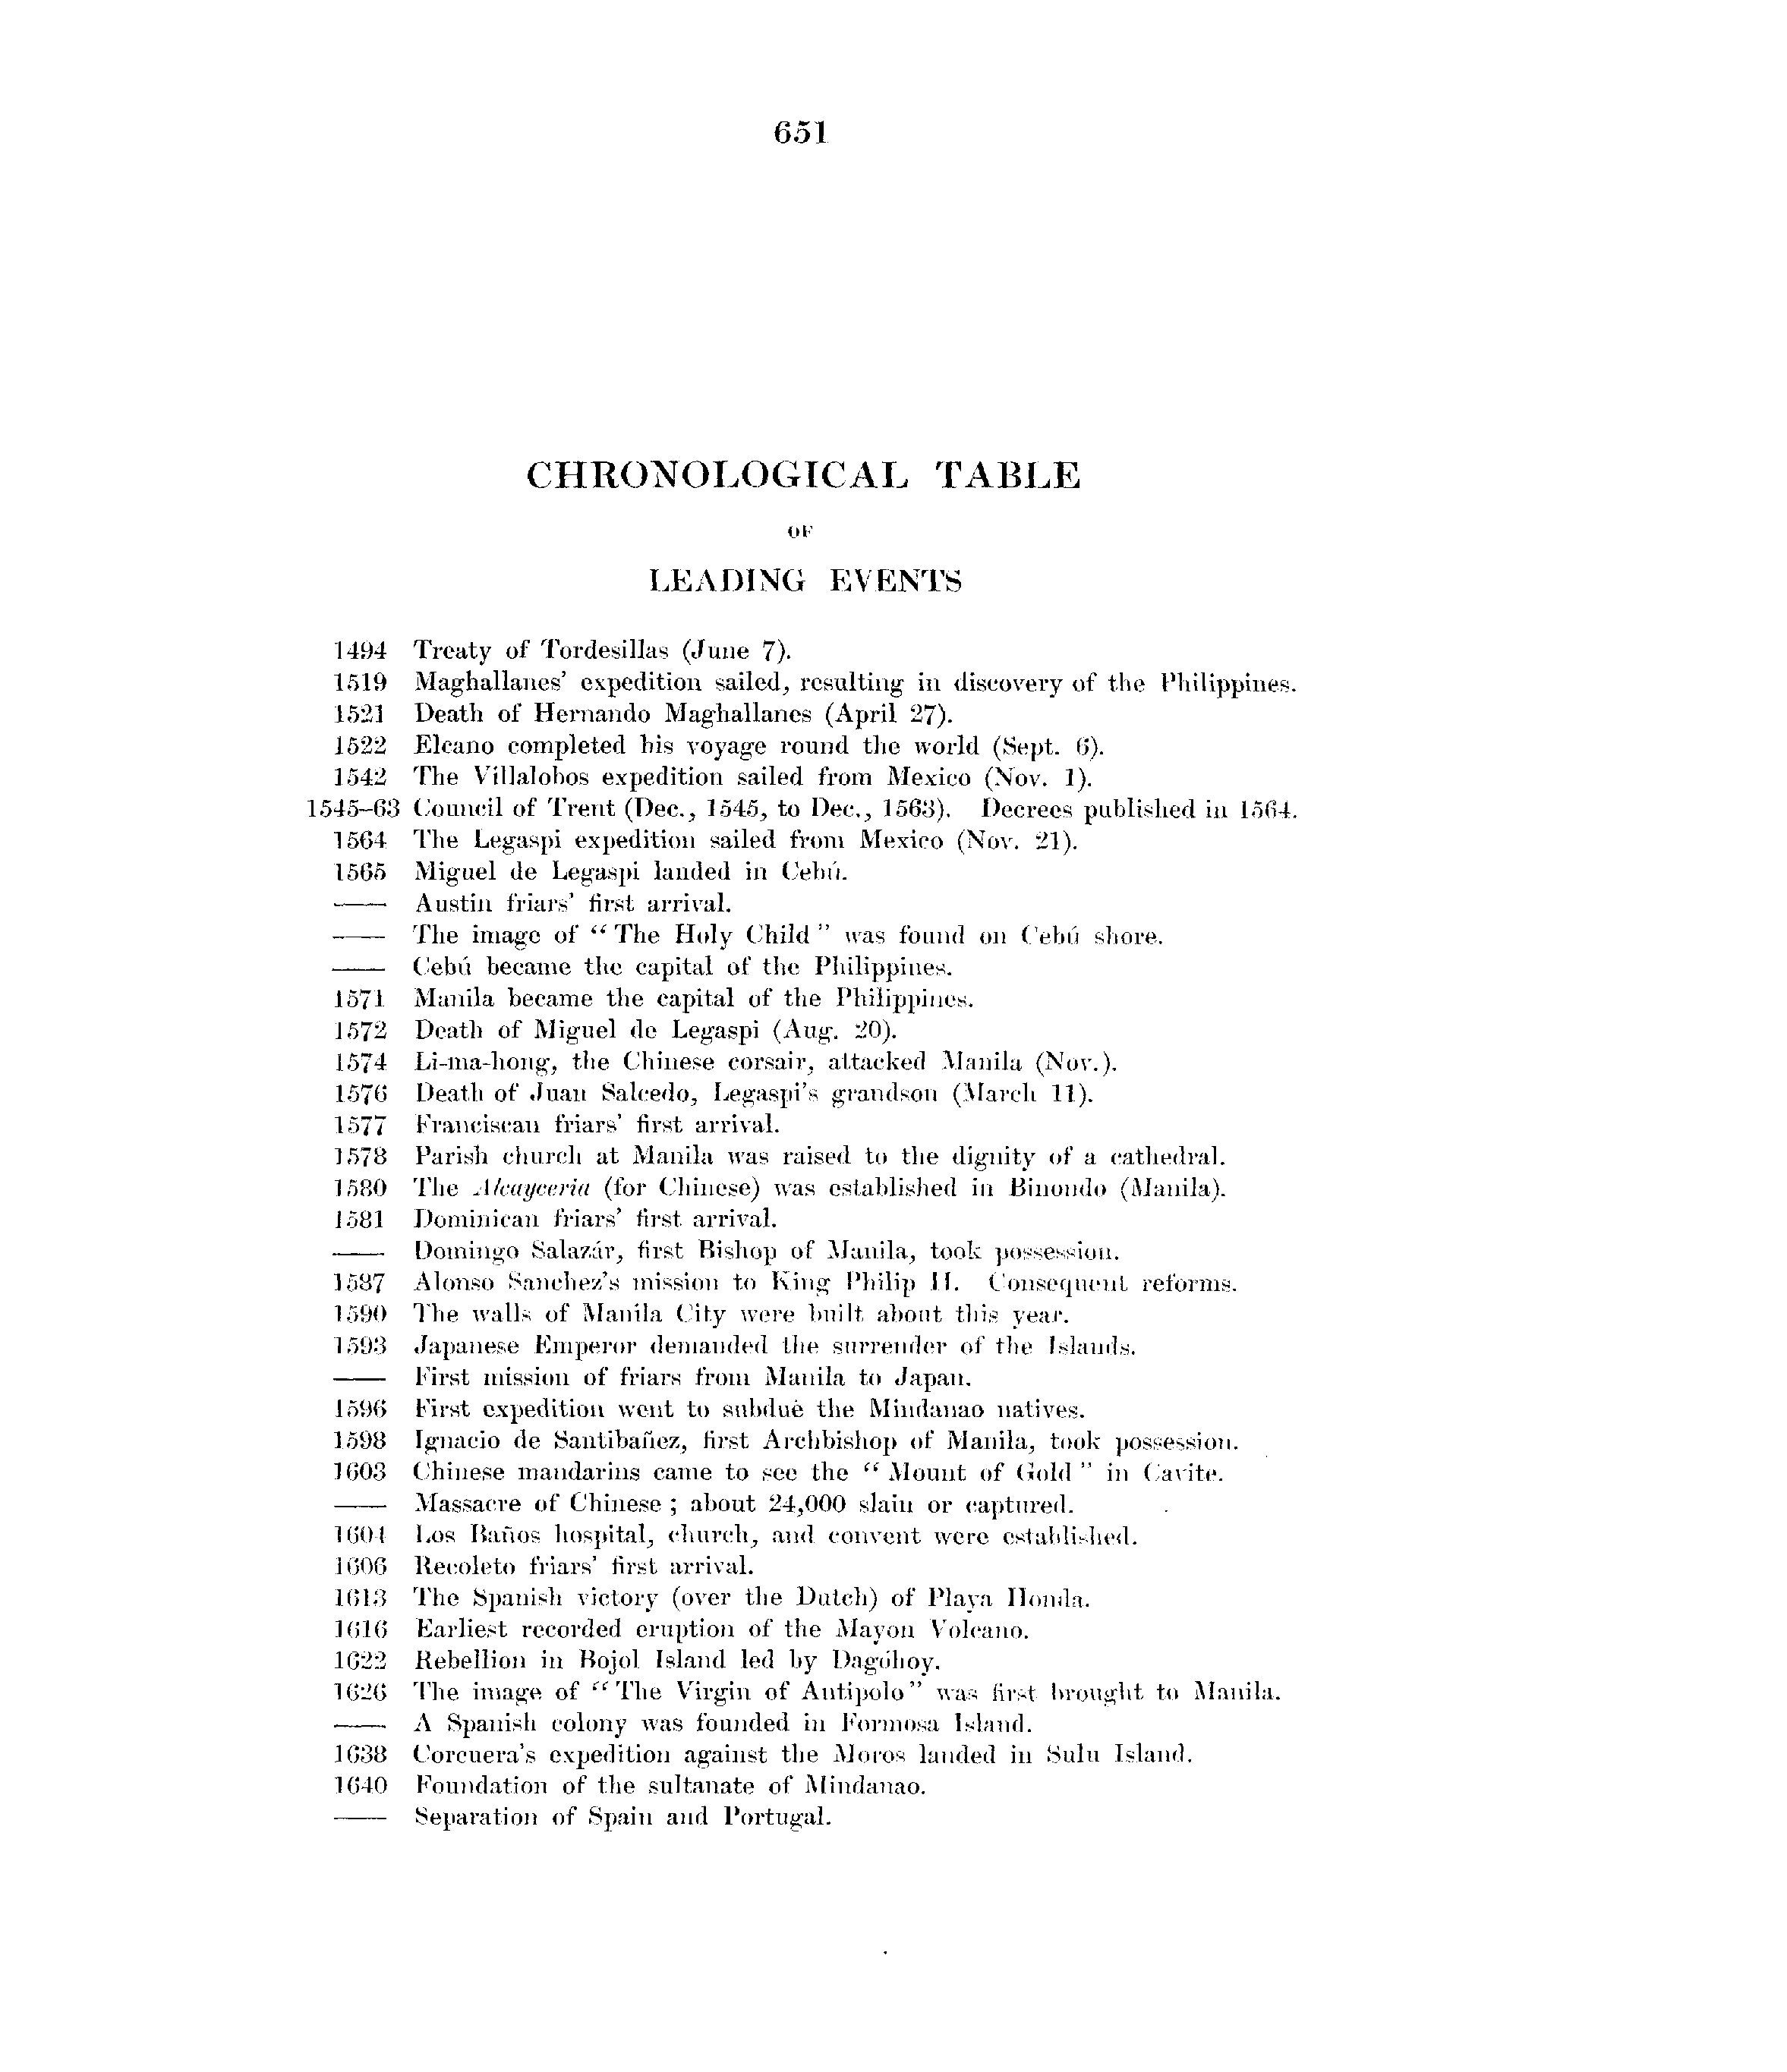 651
CHRONOLOGICAL TABLE
OF
LEADING EVENTS
1494 Treaty of Tordesillas (June 7).
1519 Maghallanes' expedition sailed, resulting in discovery of the Philippines.
1521 Death of Hernando Maghallanes (April 27).
1522 Elcano completed his voyage round the world (Sept. 6).
1542 The Villalobos expedition sailed from Mexico (Nov. 1).
1545–63 Council of Trent (Dec., 1545, to Dec., 1563). Decrees published in 1564.
1564 The Legaspi expedition sailed from Mexico (Nov. 21).
1565 Miguel de Legaspi landed in Cebú.
—— Austin friars' first arrival.
—— The image of "The Holy Child" was found on Cebú shore.
—— Cebú became the capital of the Philippines.
1571 Manila became the capital of the Philippines.
1572 Death of Miguel de Legaspi (Aug. 20).
1574 Li-ma-hong, the Chinese corsair, attacked Manila (Nov.).
1576 Death of Juan Salcedo, Legaspi's grandson (March 11).
1577 Franciscan friars' first arrival.
1578 Parish church at Manila was raised to the dignity of a cathedral.
1580 The Alcayceria (for Chinese) was established in Binondo (Manila).
1581 Dominican friars' first arrival.
—— Domingo Salazár, first Bishop of Manila, took possession.
1587 Alonso Sanchez's mission to King Philip II. Consequent reforms.
1590 The walls of Manila City were built about this year.
1593 Japanese Emperor demanded the surrender of the Islands.
—— First mission of friars from Manila to Japan.
1596 First expedition went to subdue the Mindanao natives.
1598 Ignacio de Santibañez, first Archbishop of Manila, took possession.
1603 Chinese mandarins came to see the "Mount of Gold" in Cavite.
—— Massacre of Chinese; about 24,000 slain or captured.
1604 Los Baños hospital, church, and convent were established.
1606 Recoleto friars' first arrival.
1613 The Spanish victory (over the Dutch) of Playa Honda.
1616 Earliest recorded eruption of the Mayon Volcano.
1622 Rebellion in Bojol Island led by Dagóhoy.
1626 The image of "The Virgin of Antipolo" was first brought to Manila.
—— A Spanish colony was founded in Formosa Island.
1638 Corcuera's expedition against the Moros landed in Sulu Island.
1640 Foundation of the sultanate of Mindanao.
—— Separation of Spain and Portugal.